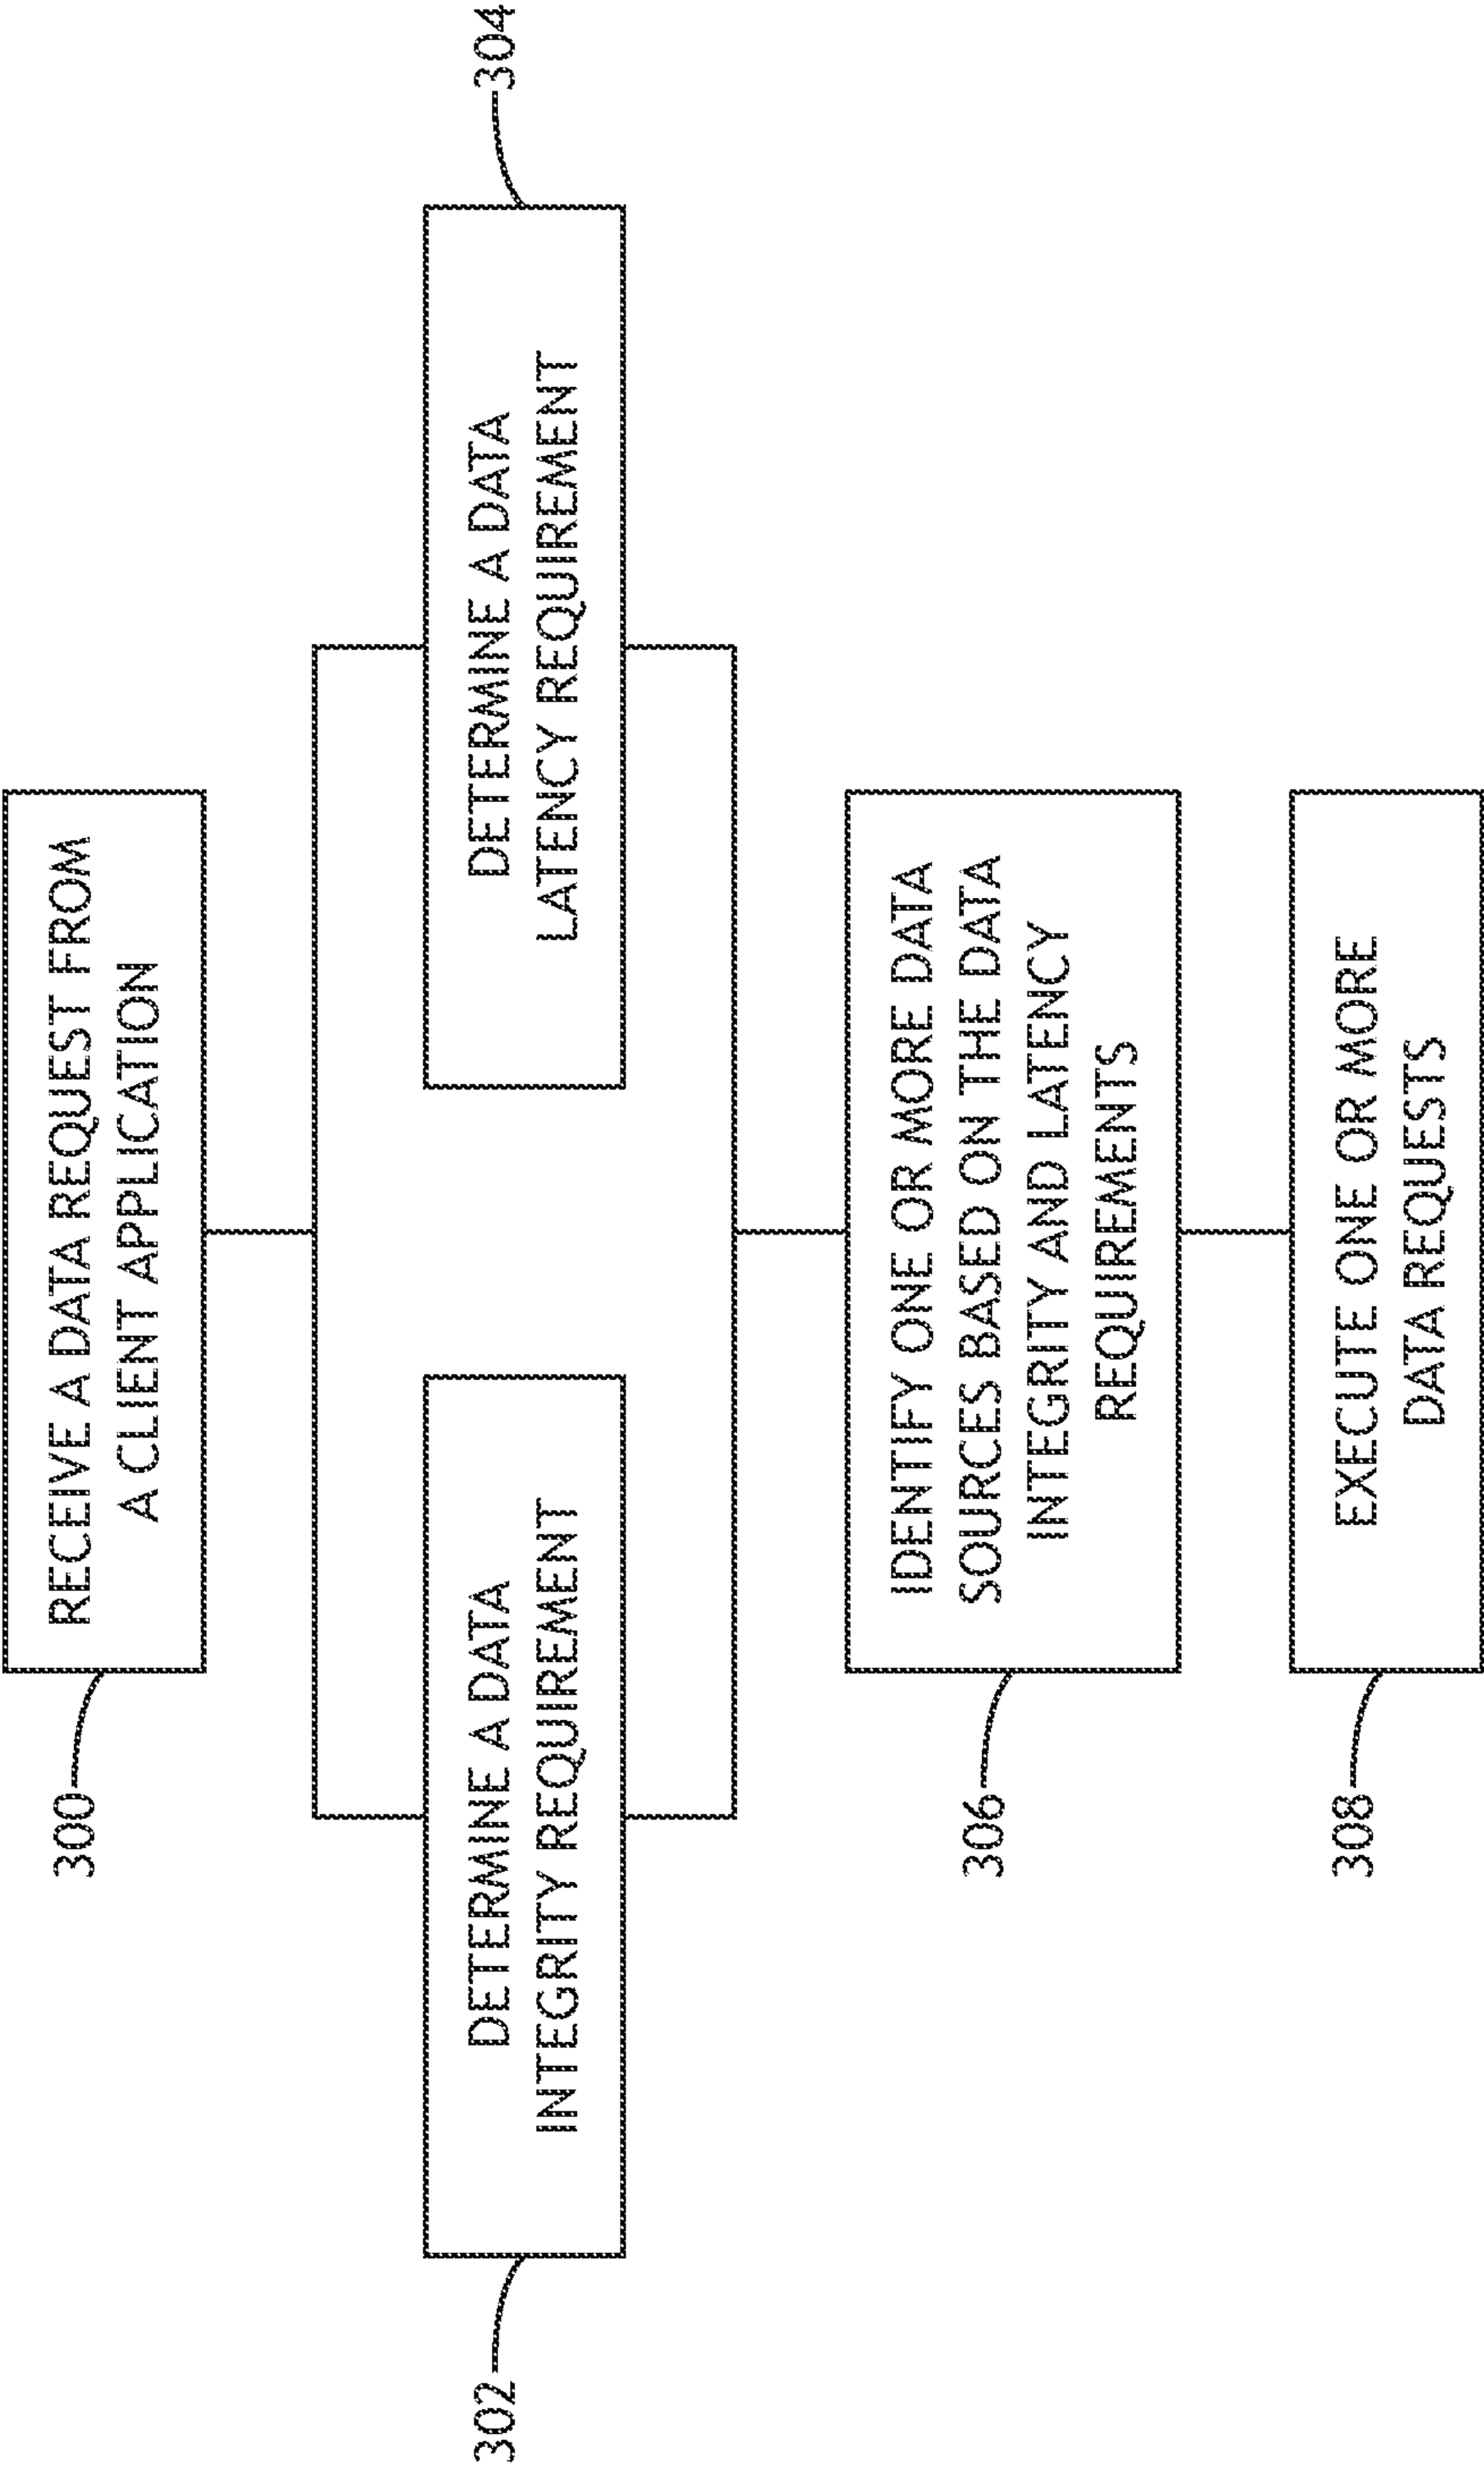 300
RECEIVE A DATA REQUEST FROM
A CLIENT APPLICATION
302
DETERMINE A DATA
INTEGRITY REQUIREMENT
DETERMINE A DATA
LATENCY REQUIREMENT
304
306
IDENTIFY ONE OR MORE DATA
SOURCES BASED ON THE DATA
INTEGRITY AND LATENCY
REQUIREMENTS
308
EXECUTE ONE OR MORE
DATA REQUESTS